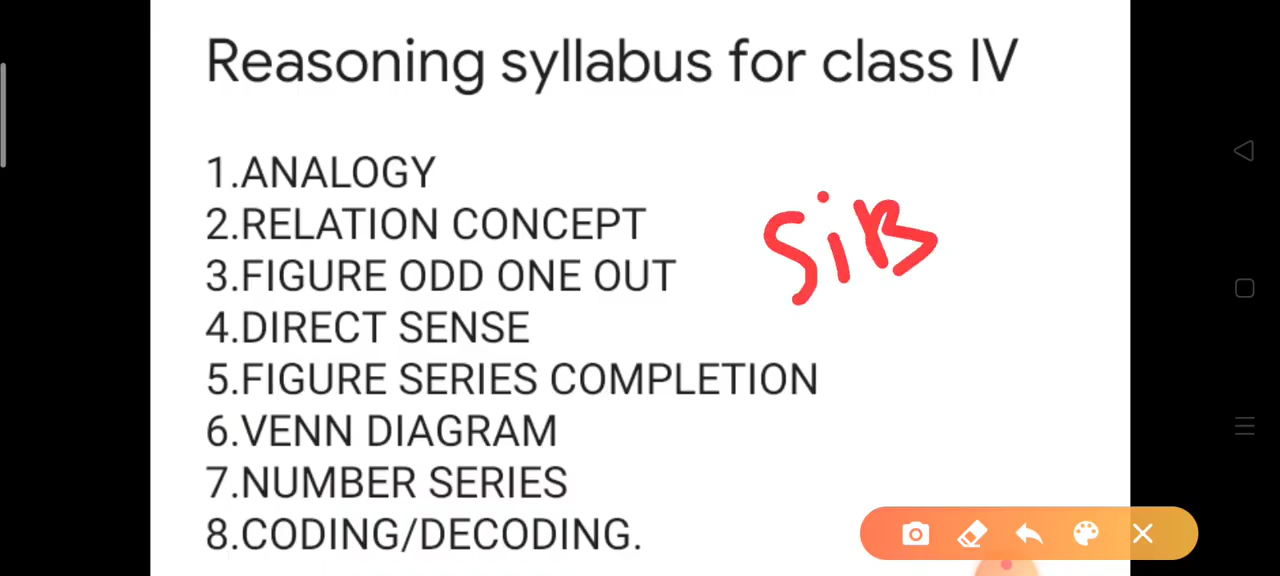 Reasoning syllabus for class IV
1.ANALOGY
2.RELATION CONCEPT
SiB
3.FIGURE ODD ONE OUT
4.DIRECT SENSE
5.FIGURE SERIES COMPLETION
6.VENN DIAGRAM
7.NUMBER SERIES
8.CODING/DECODING.